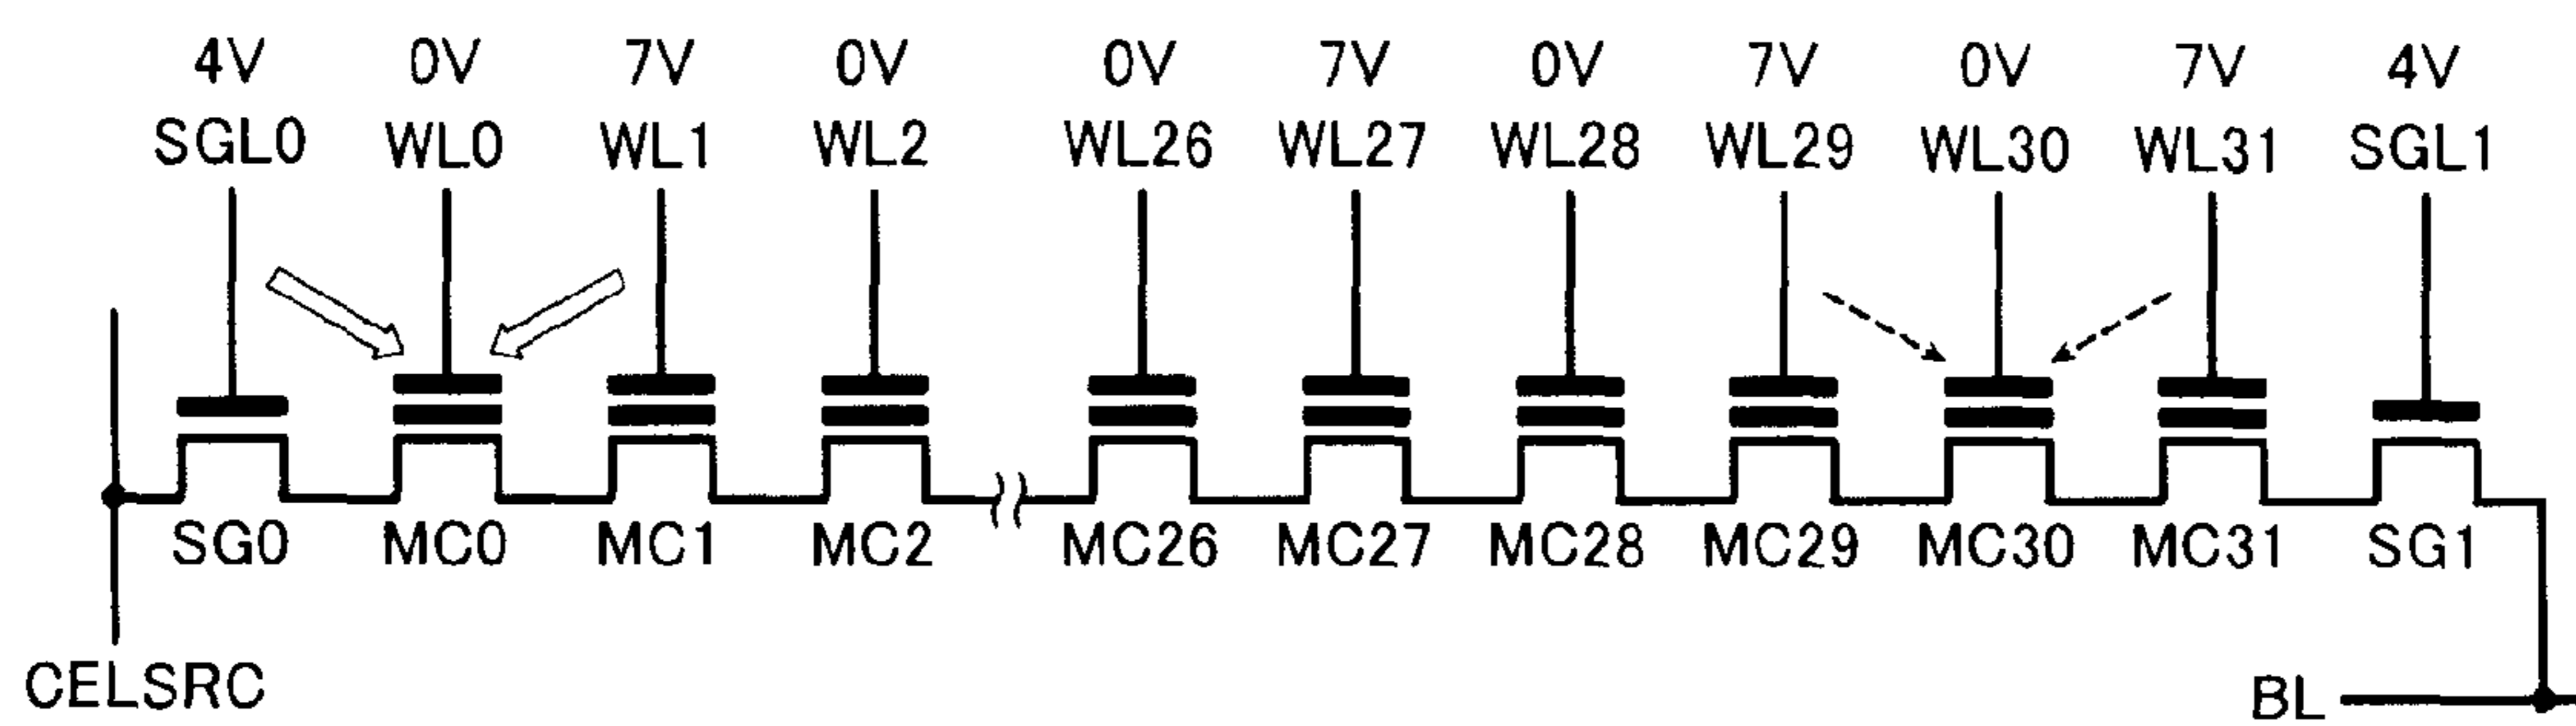 4V 0V 7V 0V 0V 7V 0V 7V 0V 7V 4V
SGL0 WL0 WL1 WL2 WL26 WL27 WL28 WL29 WL30 WL31 SGL1
SG0 MC0 MC1 MC2 MC26 MC27 MC28 MC29 MC30 MC31 SG1
CELSRC
BL